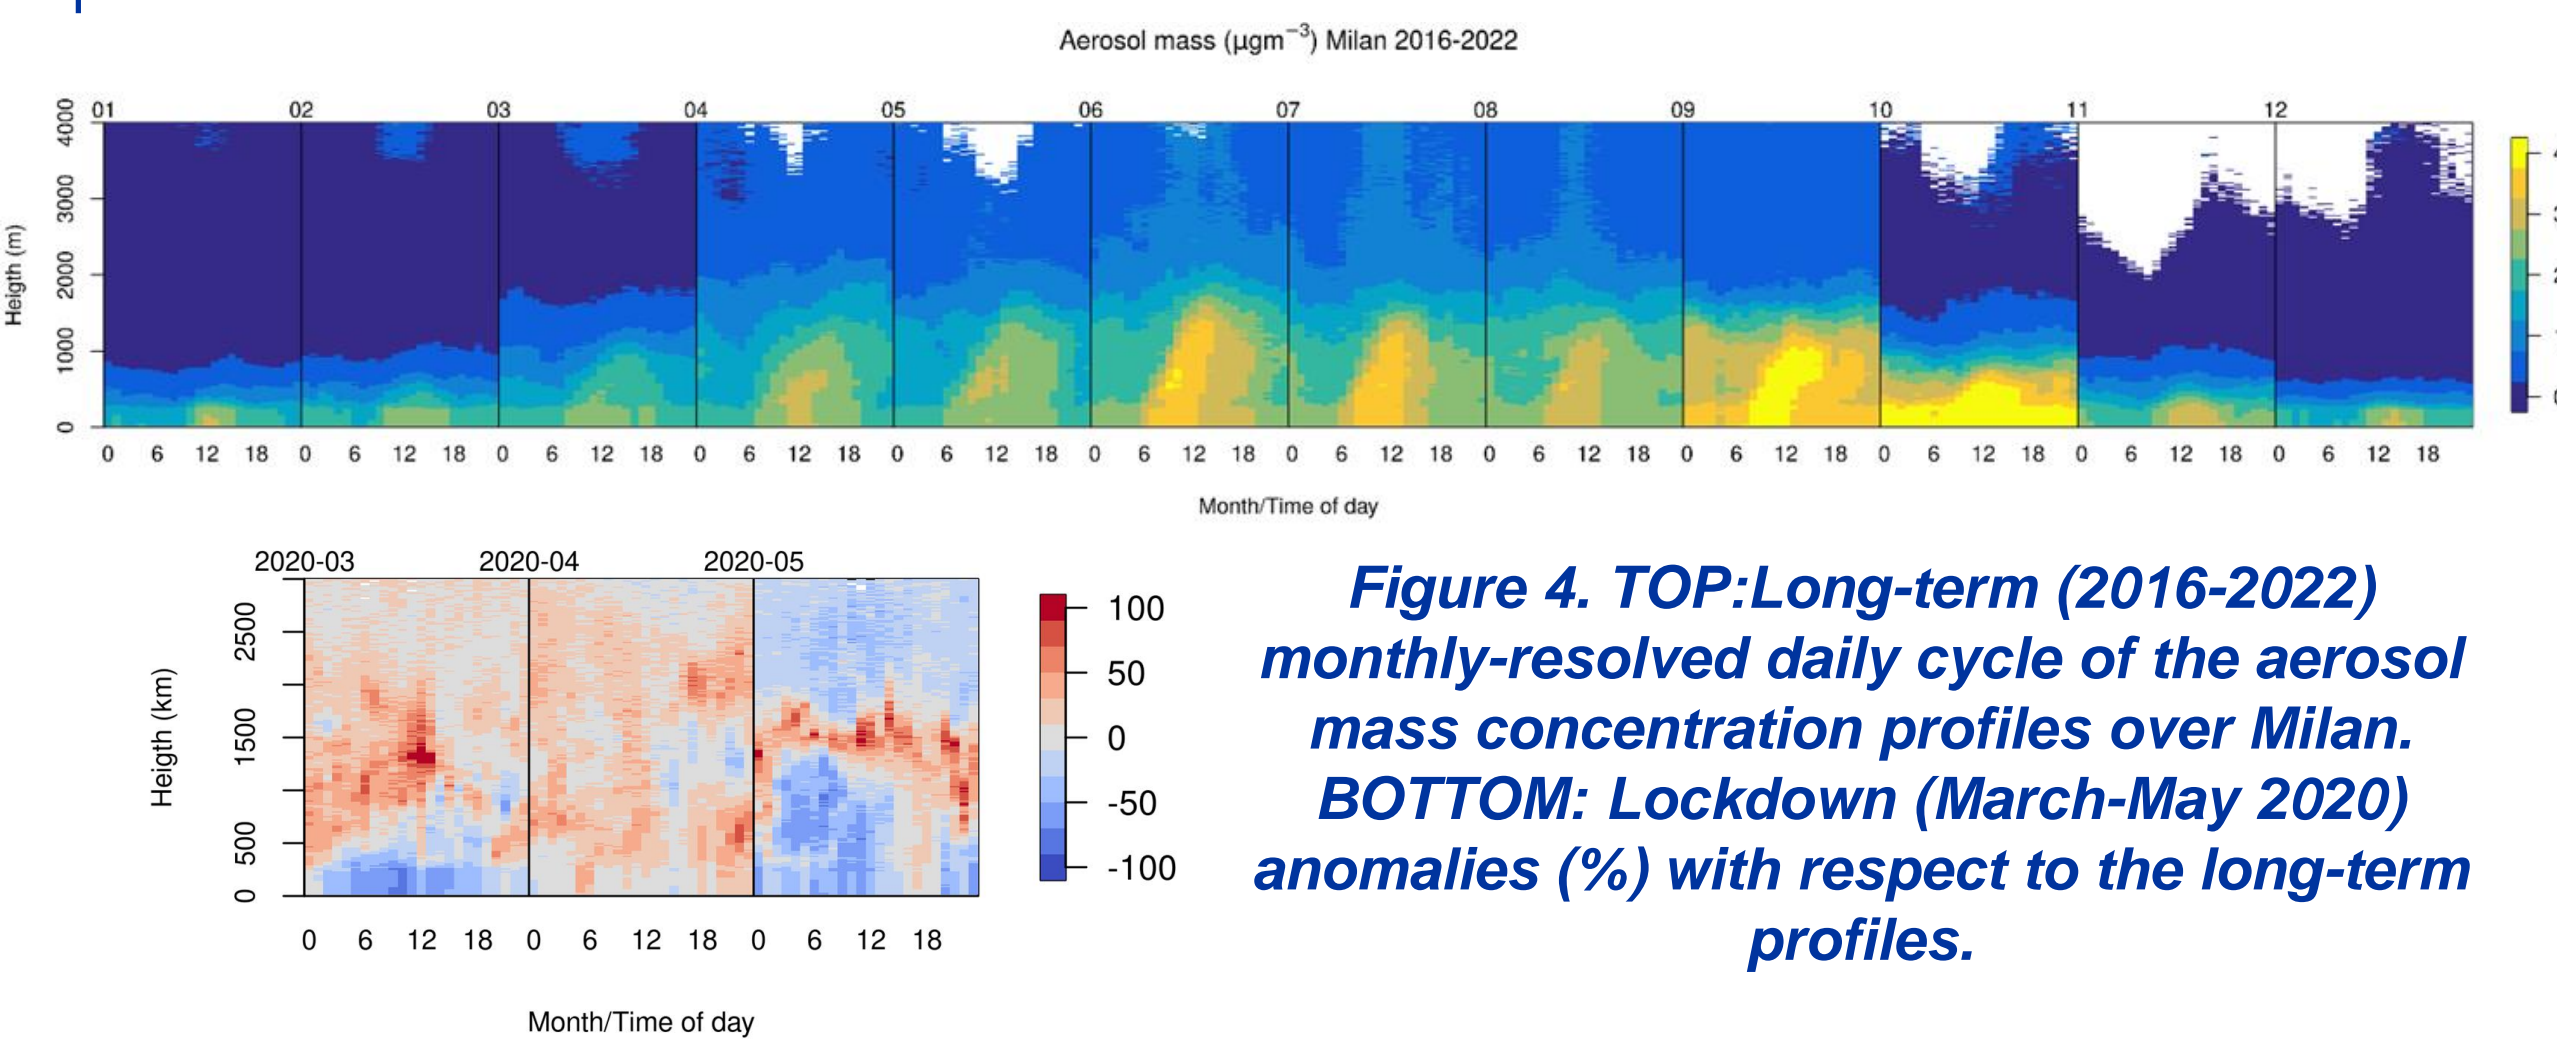 Aerosol mass (µgm⁻³) Milan 2016-2022
01 02 03 04 05 06 07 08 09 10 11 12
Heigth (m)
4000
3000
2000
1000
0
0 6 12 18 0 6 12 18 0 6 12 18 0 6 12 18 0 6 12 18 0 6 12 18 0 6 12 18 0 6 12 18 0 6 12 18 0 6 12 18 0 6 12 18 0 6 12 18
Month/Time of day
2020-03 2020-04 2020-05
Heigth (km)
2500
1500
500
0
0 6 12 18 0 6 12 18 0 6 12 18
Month/Time of day
100
50
0
-50
-100
Figure 4. TOP:Long-term (2016-2022)
monthly-resolved daily cycle of the aerosol
mass concentration profiles over Milan.
BOTTOM: Lockdown (March-May 2020)
anomalies (%) with respect to the long-term
profiles.